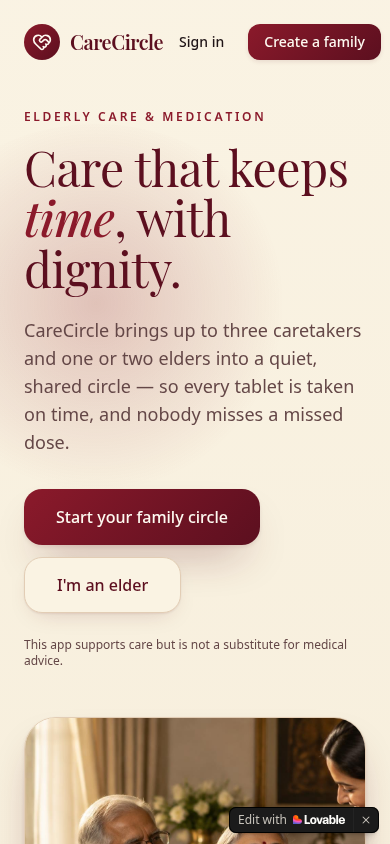 CareCircle Sign in Create a family
ELDERLY CARE & MEDICATION
Care that keeps
time, with
dignity.
CareCircle brings up to three caretakers
and one or two elders into a quiet,
shared circle — so every tablet is taken
on time, and nobody misses a missed
dose.
Start your family circle
I'm an elder
This app supports care but is not a substitute for medical
advice.
Edit with Lovable ×